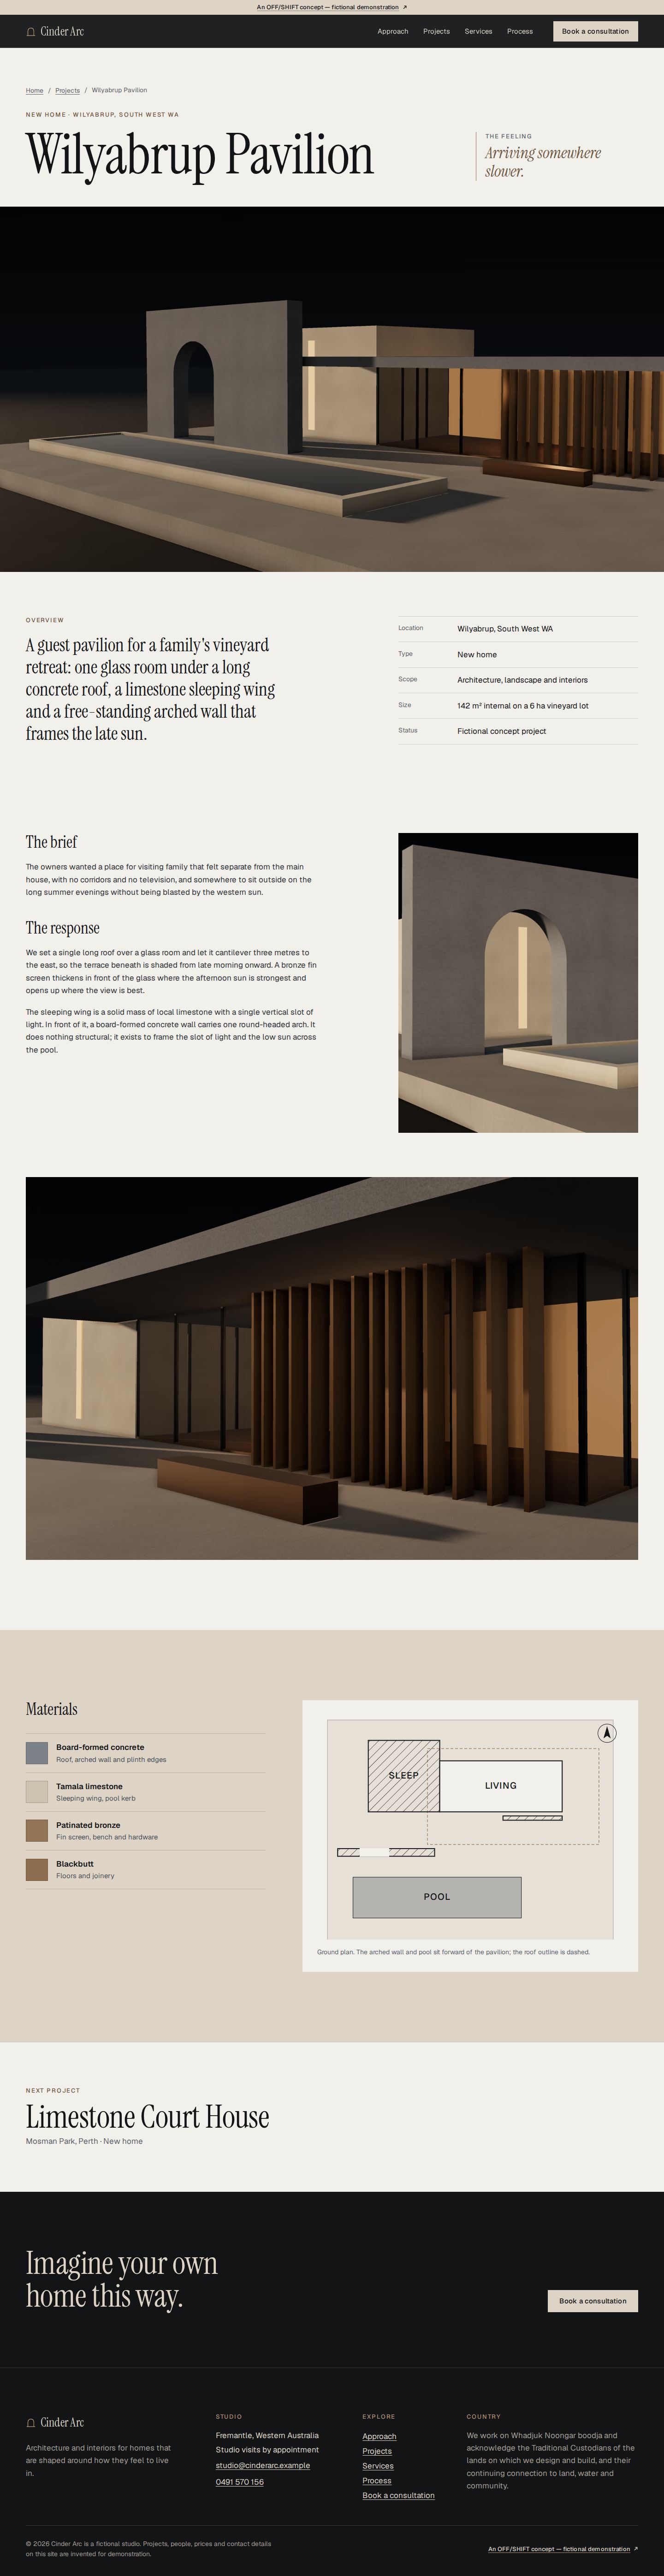 An OFF/SHIFT concept — fictional demonstration ↗
Cinder Arc
Approach Projects Services Process Book a consultation
Home / Projects / Wilyabrup Pavilion
NEW HOME · WILYABRUP, SOUTH WEST WA
Wilyabrup Pavilion
THE FEELING
Arriving somewhere
slower.
OVERVIEW
A guest pavilion for a family's vineyard
retreat: one glass room under a long
concrete roof, a limestone sleeping wing
and a free-standing arched wall that
frames the late sun.
Location Wilyabrup, South West WA
Type New home
Scope Architecture, landscape and interiors
Size 142 m² internal on a 6 ha vineyard lot
Status Fictional concept project
The brief
The owners wanted a place for visiting family that felt separate from the main
house, with no corridors and no television, and somewhere to sit outside on the
long summer evenings without being blasted by the western sun.
The response
We set a single long roof over a glass room and let it cantilever three metres to
the east, so the terrace beneath is shaded from late morning onward. A bronze fin
screen thickens in front of the glass where the afternoon sun is strongest and
opens up where the view is best.
The sleeping wing is a solid mass of local limestone with a single vertical slot of
light. In front of it, a board-formed concrete wall carries one round-headed arch. It
does nothing structural; it exists to frame the slot of light and the low sun across
the pool.
Materials
Board-formed concrete
Roof, arched wall and plinth edges
Tamala limestone
Sleeping wing, pool kerb
Patinated bronze
Fin screen, bench and hardware
Blackbutt
Floors and joinery
SLEEP
LIVING
POOL
Ground plan. The arched wall and pool sit forward of the pavilion; the roof outline is dashed.
NEXT PROJECT
Limestone Court House
Mosman Park, Perth · New home
Imagine your own
home this way.
Book a consultation
Cinder Arc
Architecture and interiors for homes that
are shaped around how they feel to live
in.
STUDIO
Fremantle, Western Australia
Studio visits by appointment
studio@cinderarc.example
0491 570 156
EXPLORE
Approach
Projects
Services
Process
Book a consultation
COUNTRY
We work on Whadjuk Noongar boodja and
acknowledge the Traditional Custodians of the
lands on which we design and build, and their
continuing connection to land, water and
community.
© 2026 Cinder Arc is a fictional studio. Projects, people, prices and contact details
on this site are invented for demonstration.
An OFF/SHIFT concept — fictional demonstration ↗